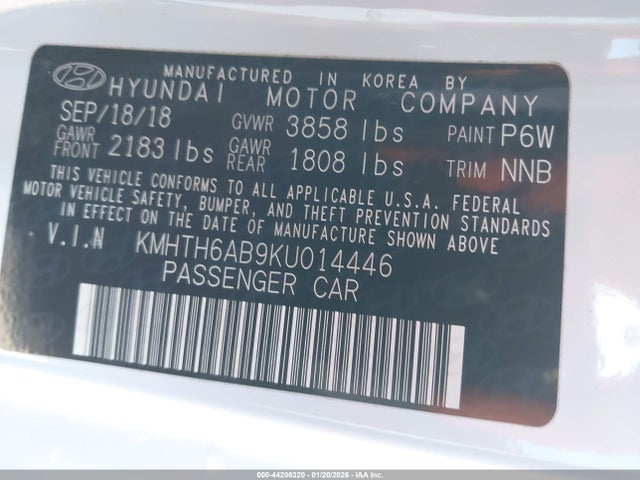 MANUFACTURED IN KOREA BY
HYUNDAI MOTOR COMPANY
SEP/18/18 GVWR 3858 lbs PAINT P6W
GAWR FRONT 2183 lbs GAWR REAR 1808 lbs TRIM NNB
THIS VEHICLE CONFORMS TO ALL APPLICABLE U.S.A. FEDERAL
MOTOR VEHICLE SAFETY, BUMPER, AND THEFT PREVENTION STANDARDS
IN EFFECT ON THE DATE OF MANUFACTURE SHOWN ABOVE.
V.I.N KMHTH6AB9KU014446
PASSENGER CAR
000-44206320 - 01/20/2026 - IAAI, Inc.